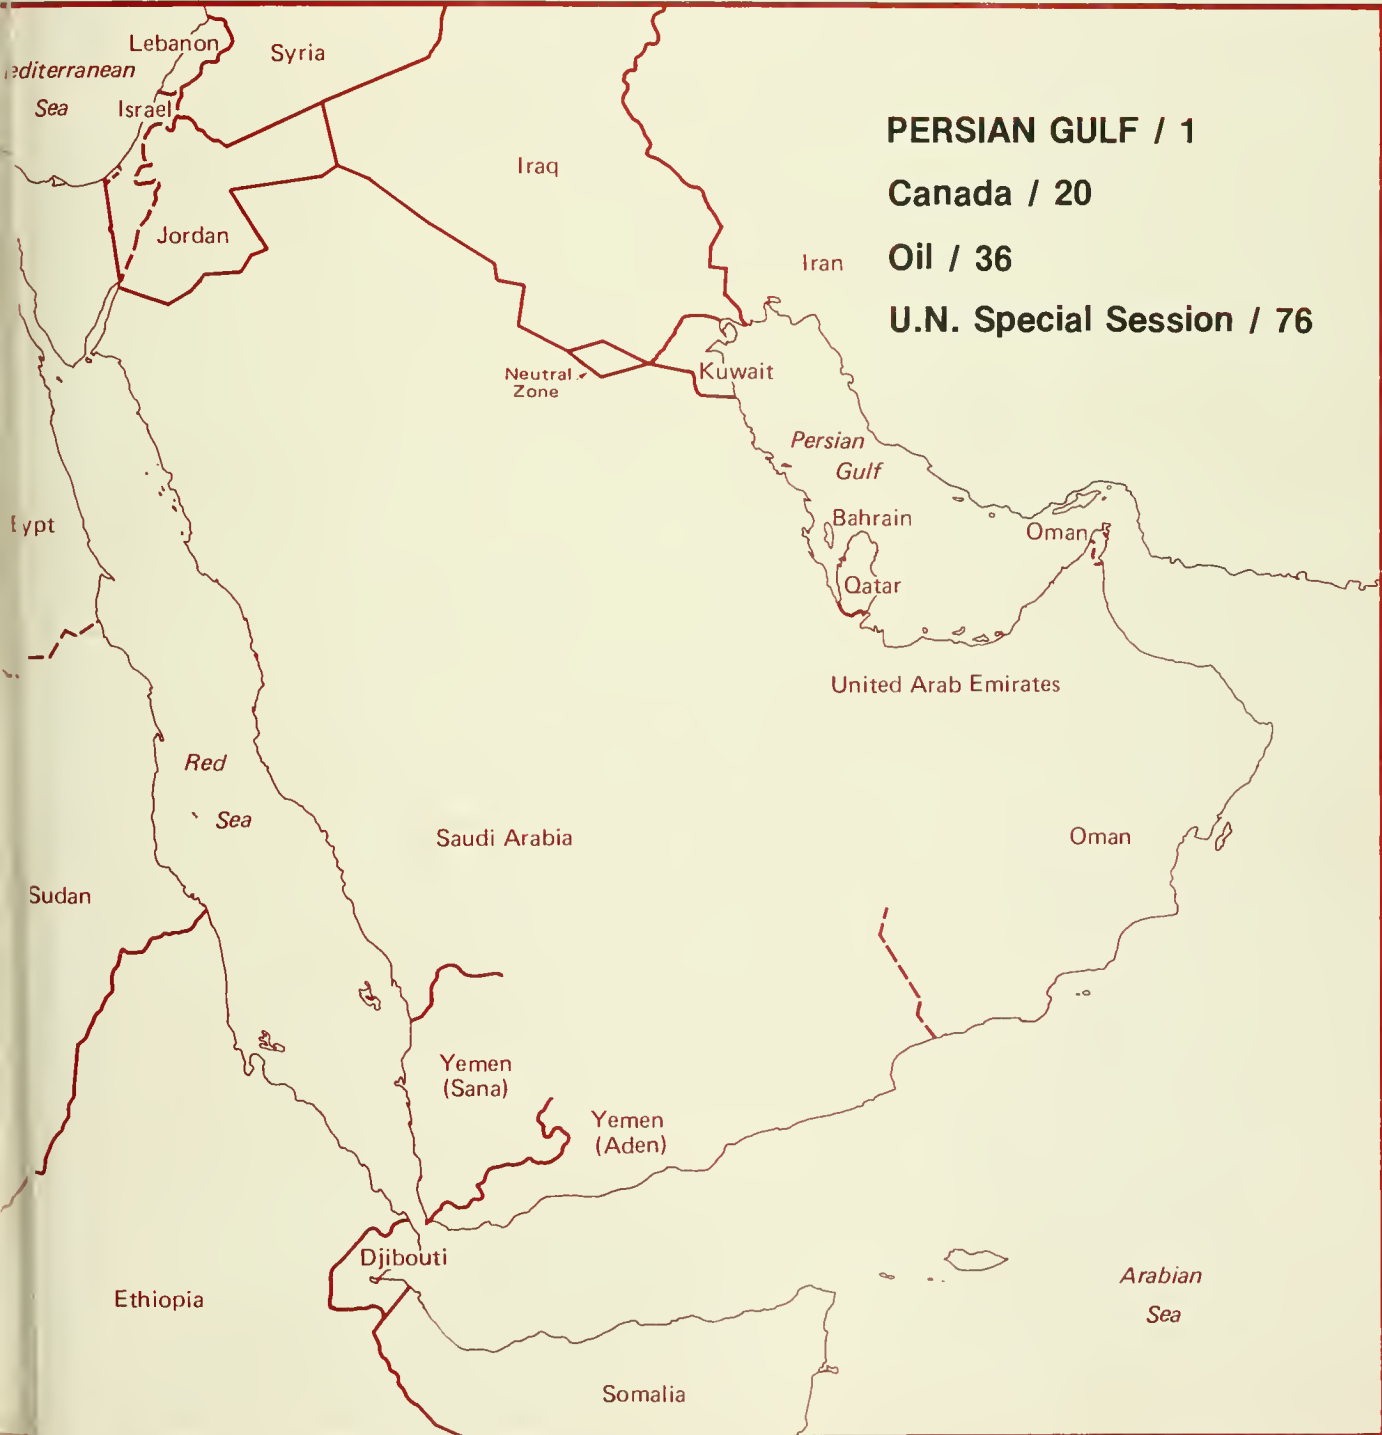 Lebanon
Syria
editerranean
Sea
Israel
PERSIAN GULF / 1
Iraq
Canada / 20
Jordan
Iran
Oil / 36
U.N. Special Session / 76
Neutral
Zone
Kuwait
Persian
Gulf
Bahrain
Eypt
Oman
Qatar
United Arab Emirates
Red
Sea
Saudi Arabia
Oman
Sudan
Yemen
(Sana)
Yemen
(Aden)
Djibouti
Ethiopia
Arabian
Sea
Somalia